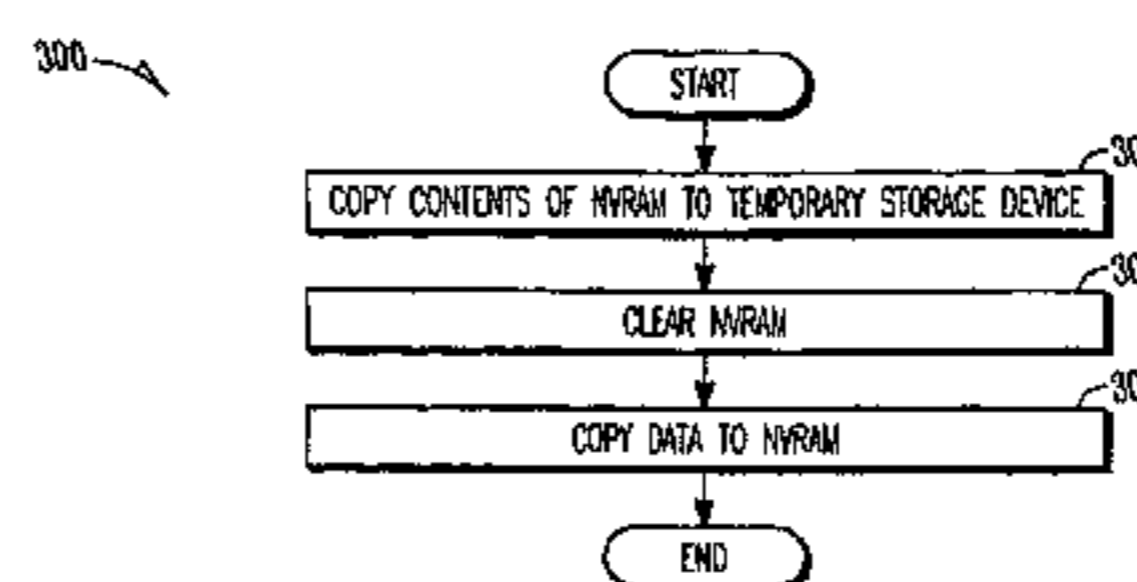 300
START
COPY CONTENTS OF NVRAM TO TEMPORARY STORAGE DEVICE
CLEAR NVRAM
COPY DATA TO NVRAM
END